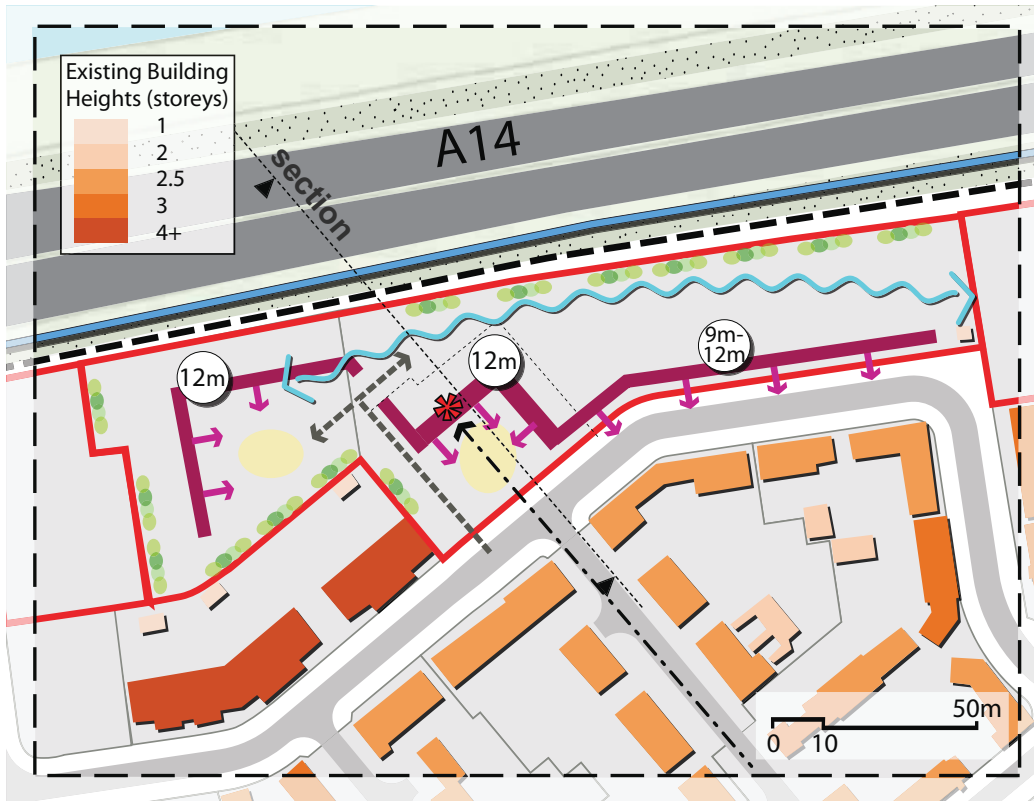 Existing Building
Heights (storeys)
1
2
2.5
3
4+
A14
section
12m
12m
9m-
12m
50m
0 10